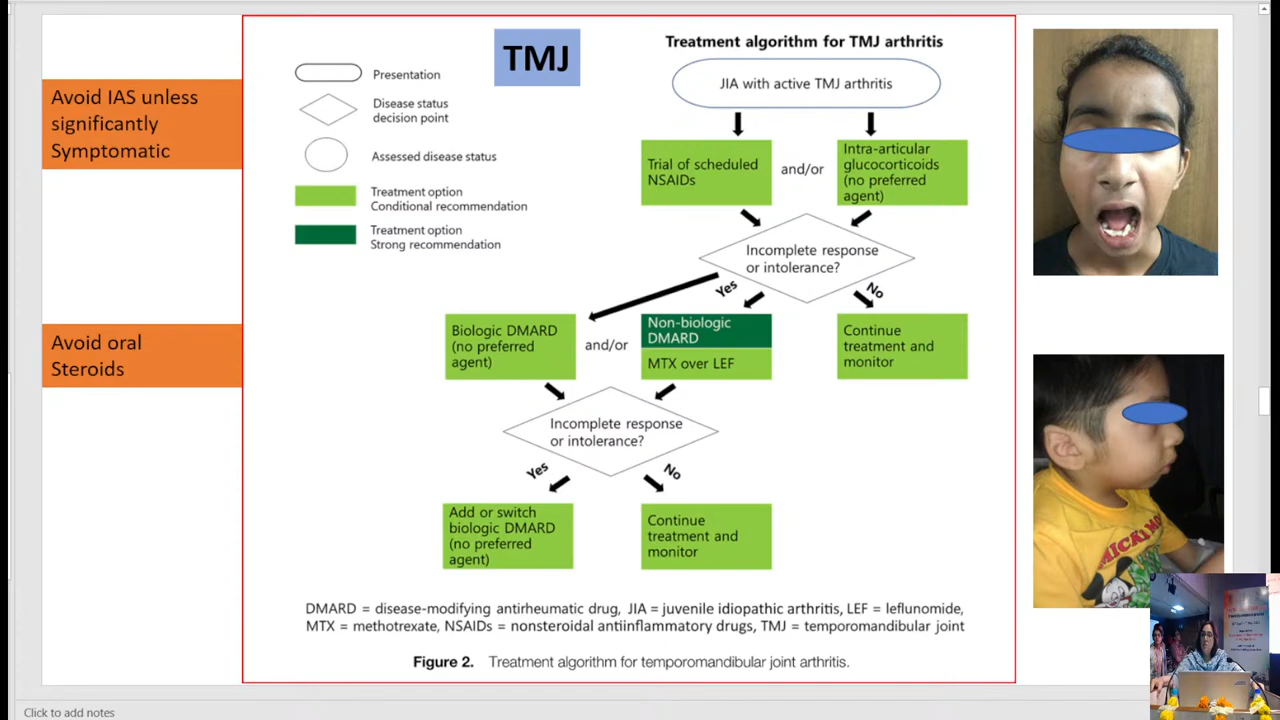 Avoid IAS unless
significantly
Symptomatic
Avoid oral
Steroids
TMJ
Presentation
Disease status
decision point
Assessed disease status
Treatment option
Conditional recommendation
Treatment option
Strong recommendation
Treatment algorithm for TMJ arthritis
JIA with active TMJ arthritis
Trial of scheduled
NSAIDs
and/or
Intra-articular
glucocorticoids
(no preferred
agent)
Incomplete response
or intolerance?
Yes
No
Biologic DMARD
(no preferred
agent)
and/or
Non-biologic
DMARD
MTX over LEF
Continue
treatment and
monitor
Incomplete response
or intolerance?
Yes
No
Add or switch
biologic DMARD
(no preferred
agent)
Continue
treatment and
monitor
DMARD = disease-modifying antirheumatic drug, JIA = juvenile idiopathic arthritis, LEF = leflunomide,
MTX = methotrexate, NSAIDs = nonsteroidal antiinflammatory drugs, TMJ = temporomandibular joint
Figure 2. Treatment algorithm for temporomandibular joint arthritis.
Click to add notes